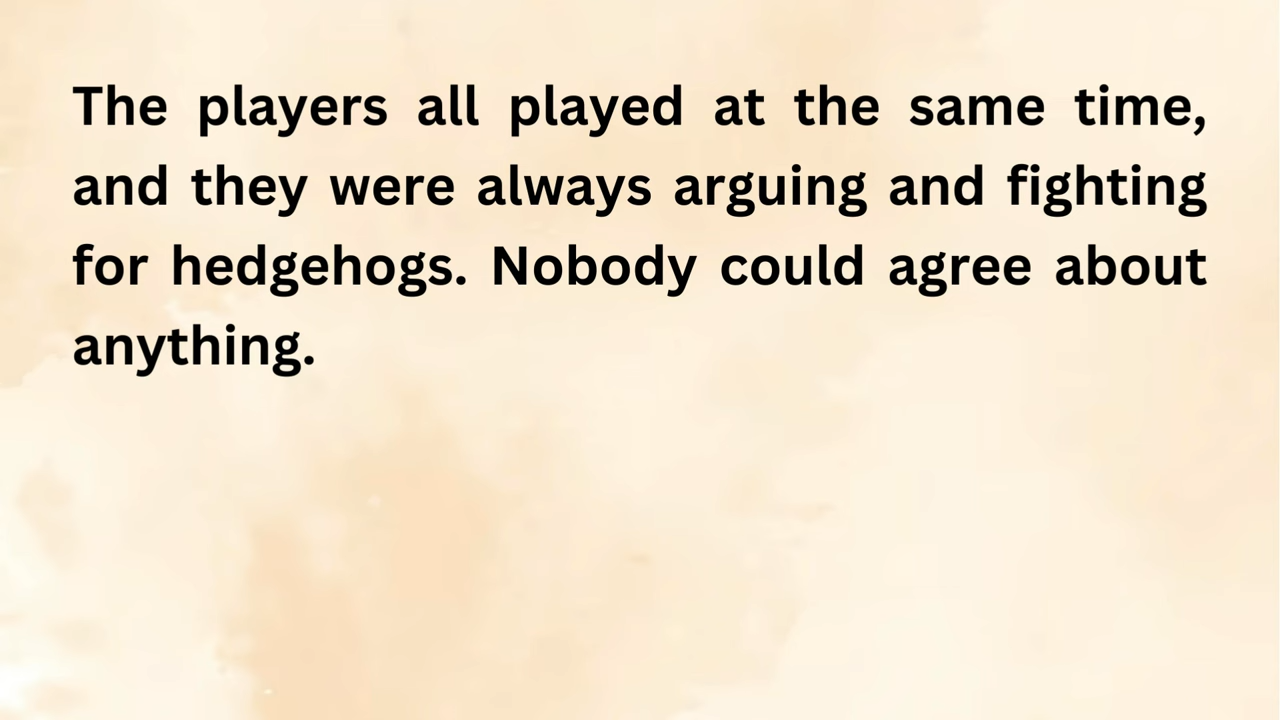 The players all played at the same time,
and they were always arguing and fighting
for hedgehogs. Nobody could agree about
anything.